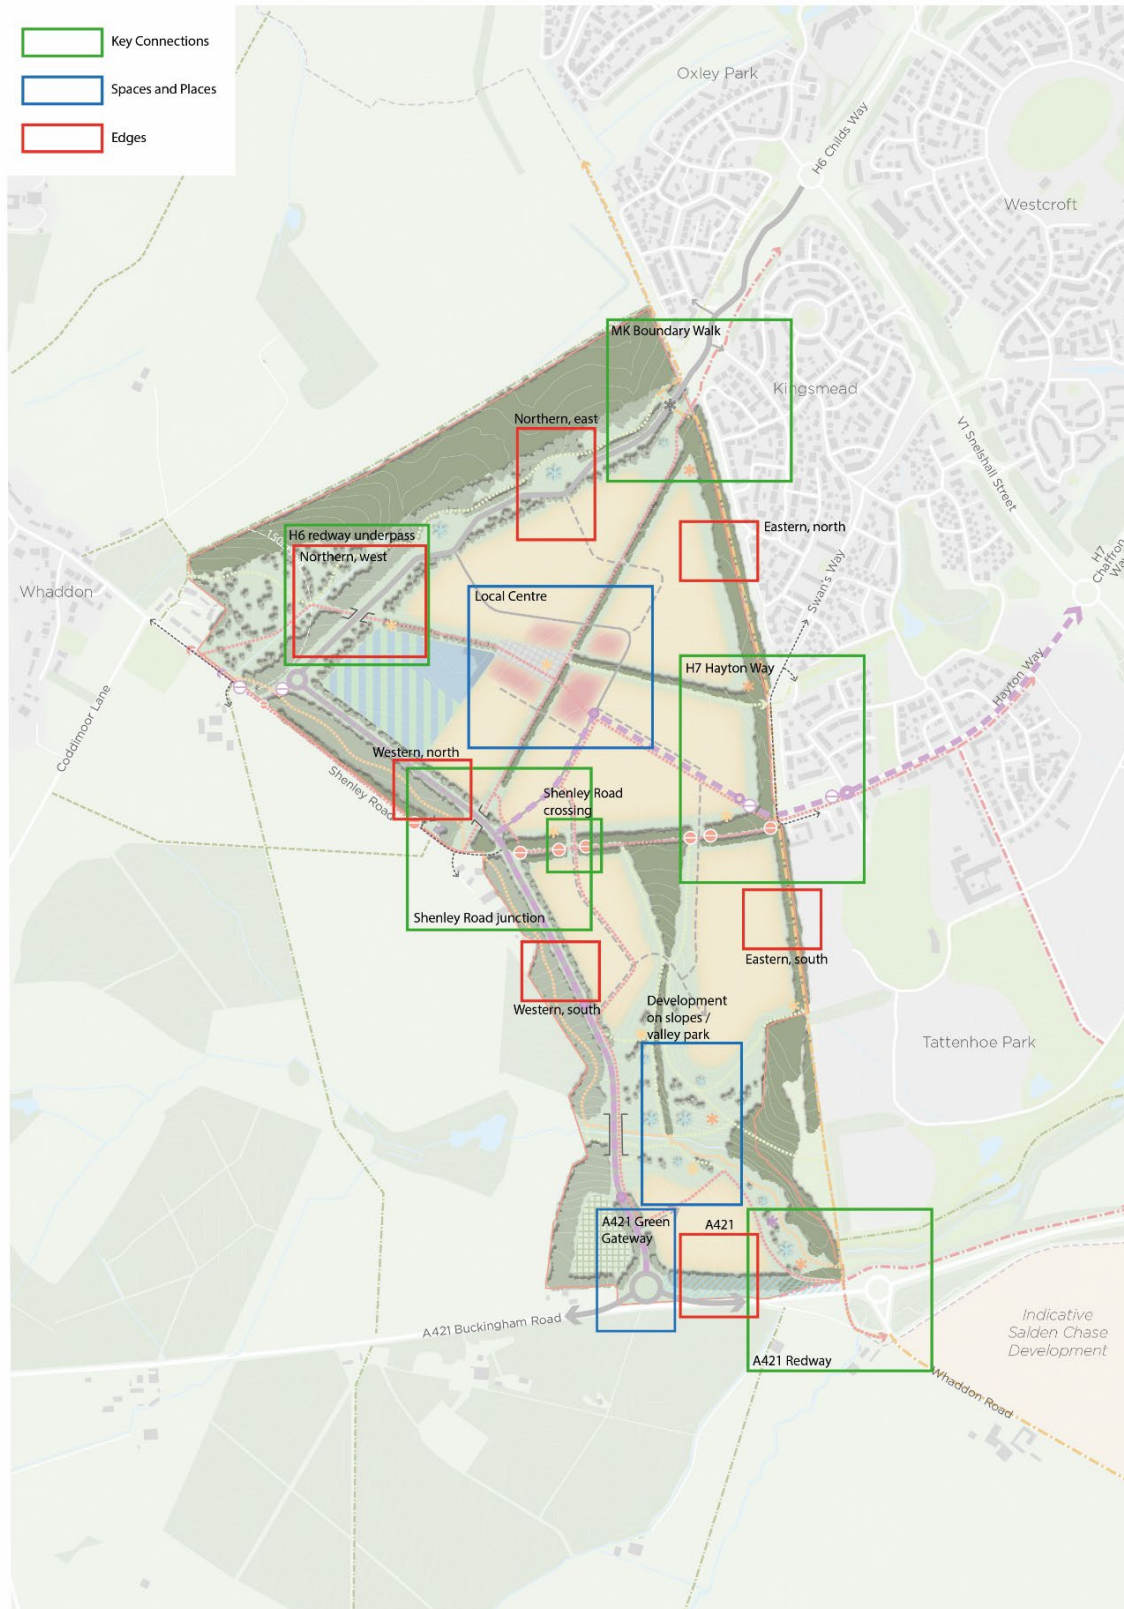 Key Connections
Spaces and Places
Edges
Oxley Park
H6 Childs Way
Westcroft
MK Boundary Walk
Kingsmead
Northern, east
V1 Snelshall Street
H6 redway underpass
Northern, west
150
Eastern, north
H7
Chaffron
Way
Whaddon
Local Centre
Swan's Way
H7 Hayton Way
Hayton Way
Coddimoor Lane
Western, north
Shenley Road
Shenley Road
crossing
Shenley Road junction
Eastern, south
Western, south
Development
on slopes /
valley park
Tattenhoe Park
A421 Green
Gateway
A421
A421 Buckingham Road
Indicative
Salden Chase
Development
A421 Redway
Whaddon Road